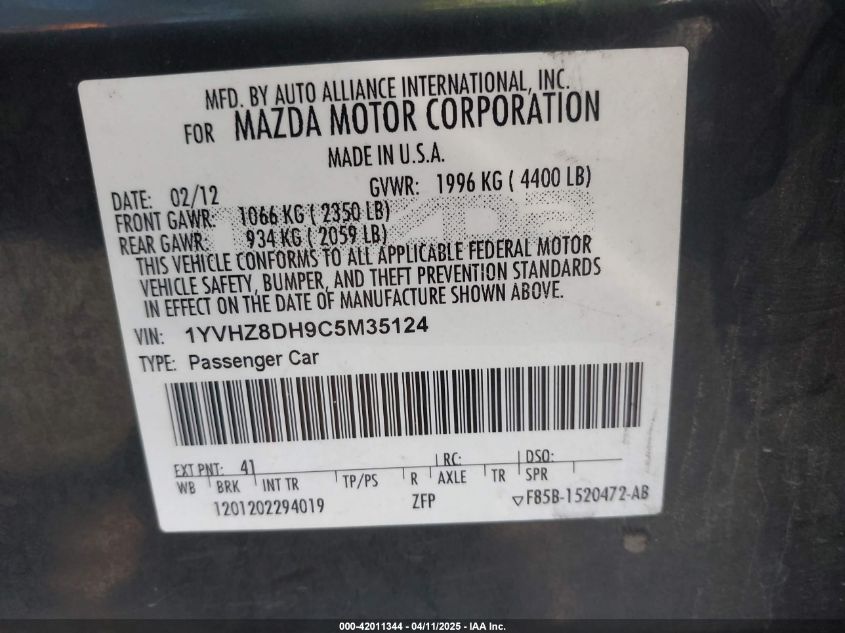 MFD. BY AUTO ALLIANCE INTERNATIONAL, INC.
FOR MAZDA MOTOR CORPORATION
MADE IN U.S.A.
DATE: 02/12 GVWR: 1996 KG ( 4400 LB)
FRONT GAWR: 1066 KG ( 2350 LB)
REAR GAWR: 934 KG ( 2059 LB)
THIS VEHICLE CONFORMS TO ALL APPLICABLE FEDERAL MOTOR
VEHICLE SAFETY, BUMPER, AND THEFT PREVENTION STANDARDS
IN EFFECT ON THE DATE OF MANUFACTURE SHOWN ABOVE.
VIN: 1YVHZ8DH9C5M35124
TYPE: Passenger Car
EXT PNT: 41 RC: DSO:
WB BRK INT TR TP/PS R AXLE TR SPR
1201202294019 ZFP F85B-1520472-AB
000-42011344 / 04/11/2025 - IAA Inc.